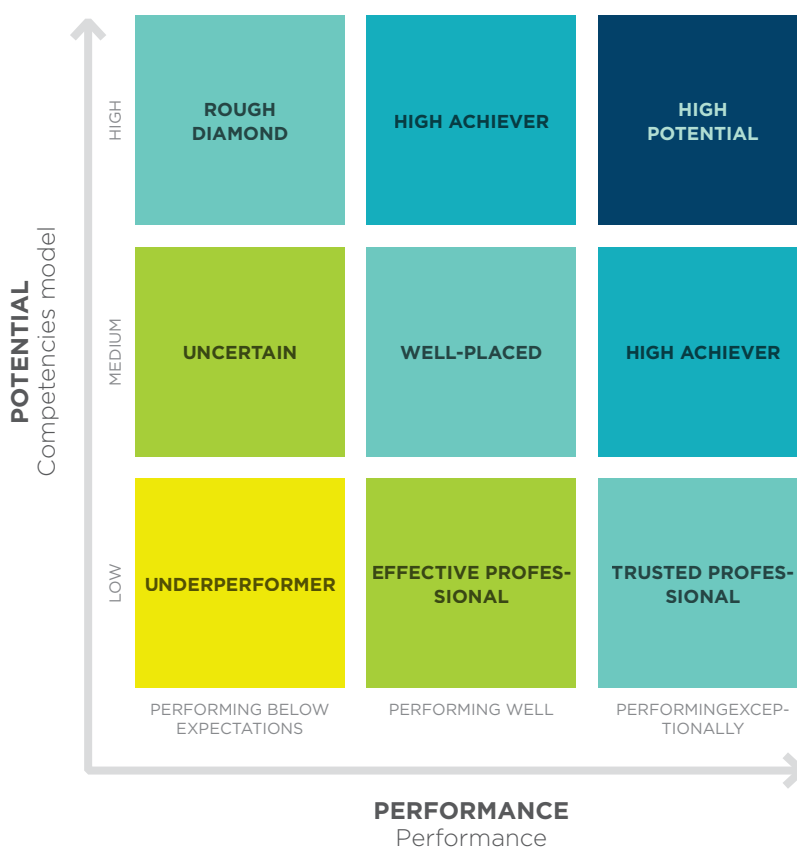 POTENTIAL
Competencies model
HIGH
ROUGH
DIAMOND
HIGH ACHIEVER
HIGH
POTENTIAL
MEDIUM
UNCERTAIN
WELL-PLACED
HIGH ACHIEVER
LOW
UNDERPERFORMER
EFFECTIVE PROFES-
SIONAL
TRUSTED PROFES-
SIONAL
PERFORMING BELOW
EXPECTATIONS
PERFORMING WELL
PERFORMINGEXCEP-
TIONALLY
PERFORMANCE
Performance